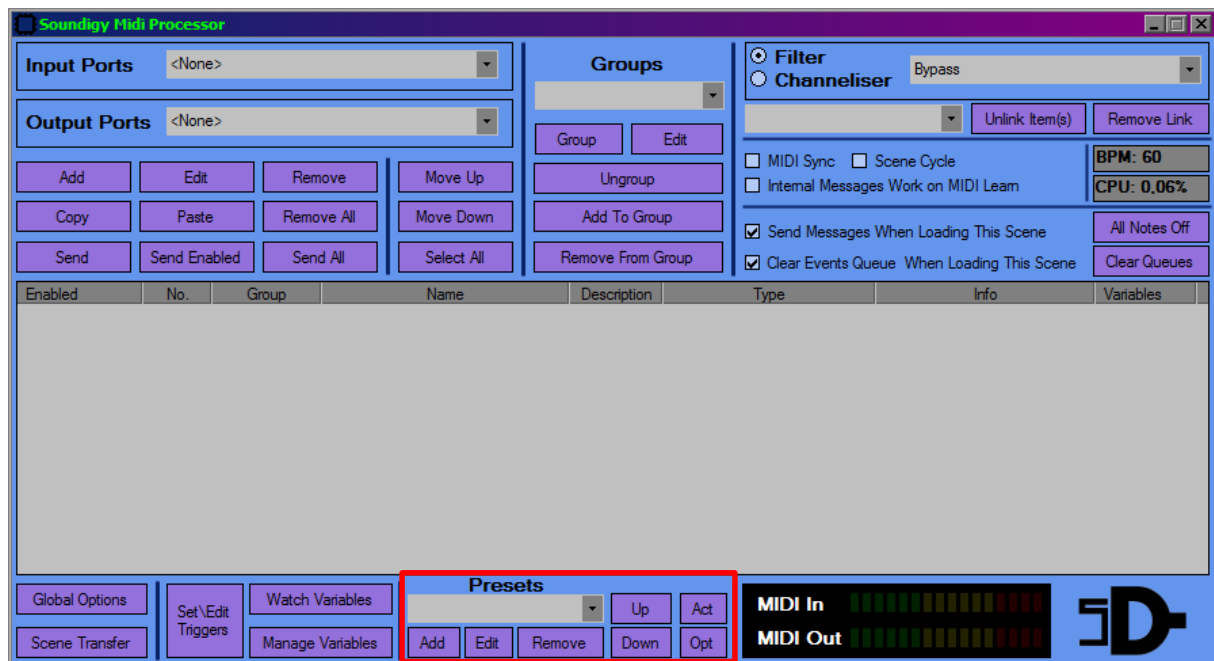 Soundigy Midi Processor
Input Ports <None>
Output Ports <None>
Add Edit Remove Move Up
Copy Paste Remove All Move Down
Send Send Enabled Send All Select All
Groups
Group Edit
Ungroup
Add To Group
Remove From Group
Filter
Channeliser
Bypass
Unlink Item(s) Remove Link
MIDI Sync Scene Cycle
Internal Messages Work on MIDI Learn
BPM: 60
CPU: 0,06%
Send Messages When Loading This Scene
Clear Events Queue When Loading This Scene
All Notes Off
Clear Queues
Enabled No. Group Name Description Type Info Variables
Global Options
Scene Transfer
Set\Edit
Triggers
Watch Variables
Manage Variables
Presets
Up Act
Add Edit Remove Down Opt
MIDI In
MIDI Out